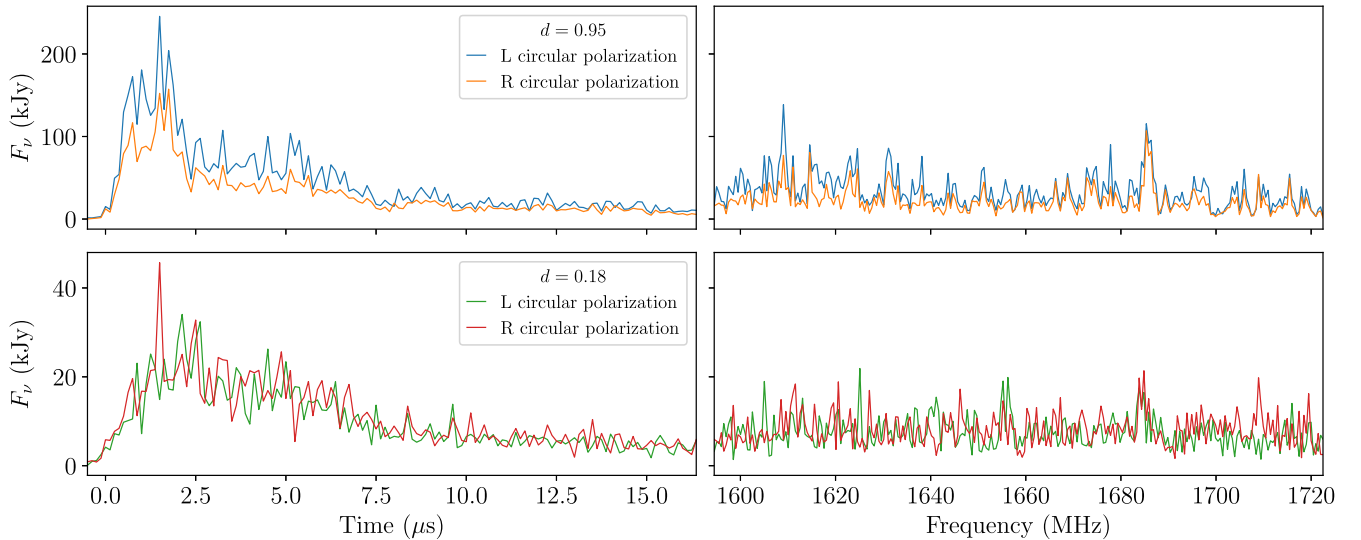 F_ν (kJy)
200
100
0
d = 0.95
L circular polarization
R circular polarization
F_ν (kJy)
40
20
0
d = 0.18
L circular polarization
R circular polarization
0.0 2.5 5.0 7.5 10.0 12.5 15.0
Time (μs)
1600 1620 1640 1660 1680 1700 1720
Frequency (MHz)